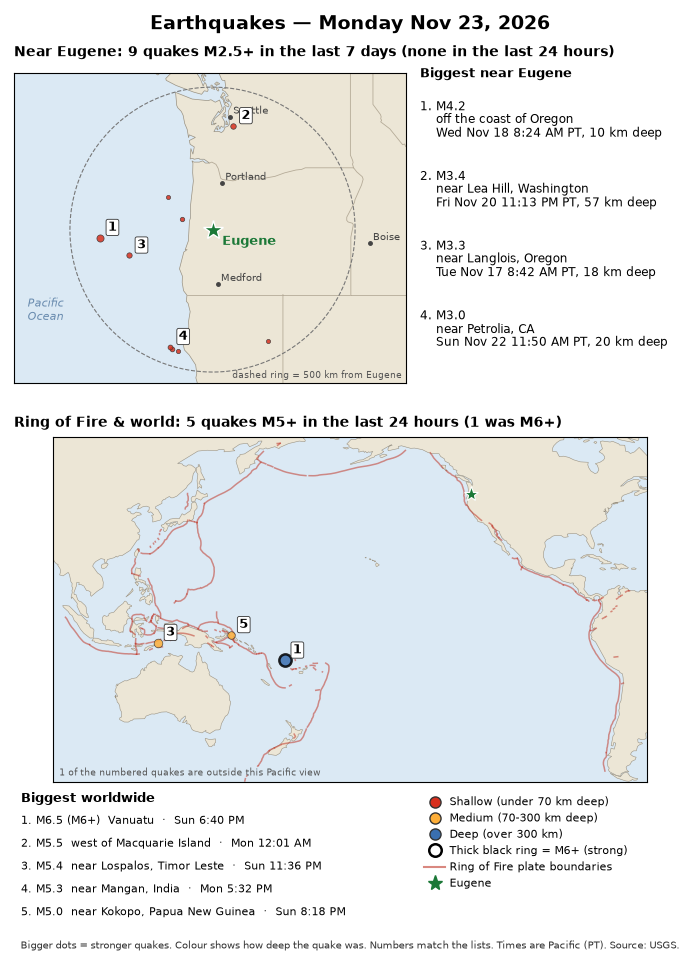 Earthquakes — Monday Nov 23, 2026
Near Eugene: 9 quakes M2.5+ in the last 7 days (none in the last 24 hours)
Seattle
2
Portland
1
3
Eugene
Boise
Medford
Pacific
Ocean
4
dashed ring = 500 km from Eugene
Biggest near Eugene
1. M4.2
off the coast of Oregon
Wed Nov 18 8:24 AM PT, 10 km deep
2. M3.4
near Lea Hill, Washington
Fri Nov 20 11:13 PM PT, 57 km deep
3. M3.3
near Langlois, Oregon
Tue Nov 17 8:42 AM PT, 18 km deep
4. M3.0
near Petrolia, CA
Sun Nov 22 11:50 AM PT, 20 km deep
Ring of Fire & world: 5 quakes M5+ in the last 24 hours (1 was M6+)
3
5
1
1 of the numbered quakes are outside this Pacific view
Biggest worldwide
1. M6.5 (M6+)  Vanuatu  ·  Sun 6:40 PM
2. M5.5  west of Macquarie Island  ·  Mon 12:01 AM
3. M5.4  near Lospalos, Timor Leste  ·  Sun 11:36 PM
4. M5.3  near Mangan, India  ·  Mon 5:32 PM
5. M5.0  near Kokopo, Papua New Guinea  ·  Sun 8:18 PM
Shallow (under 70 km deep)
Medium (70-300 km deep)
Deep (over 300 km)
Thick black ring = M6+ (strong)
Ring of Fire plate boundaries
Eugene
Bigger dots = stronger quakes. Colour shows how deep the quake was. Numbers match the lists. Times are Pacific (PT). Source: USGS.